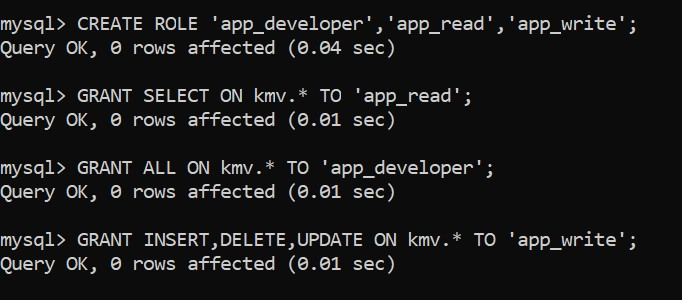 mysql> CREATE ROLE 'app_developer','app_read','app_write';
Query OK, 0 rows affected (0.04 sec)
mysql> GRANT SELECT ON kmv.* TO 'app_read';
Query OK, 0 rows affected (0.01 sec)
mysql> GRANT ALL ON kmv.* TO 'app_developer';
Query OK, 0 rows affected (0.01 sec)
mysql> GRANT INSERT,DELETE,UPDATE ON kmv.* TO 'app_write';
Query OK, 0 rows affected (0.01 sec)